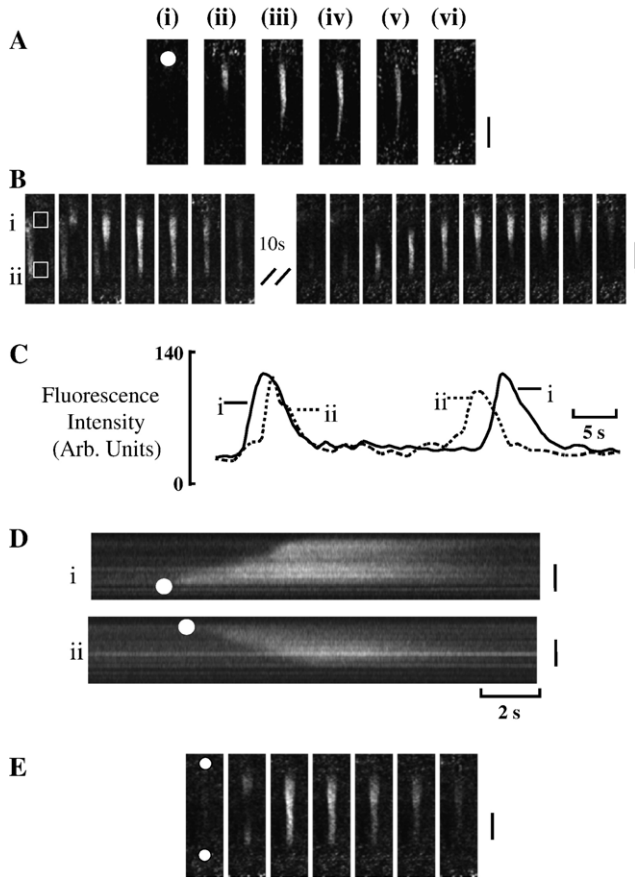 (i) (ii) (iii) (iv) (v) (vi)
A
B
i
ii
10s
C
140
Fluorescence
Intensity
(Arb. Units)
0
i
ii
ii
i
5 s
D
i
ii
2 s
E